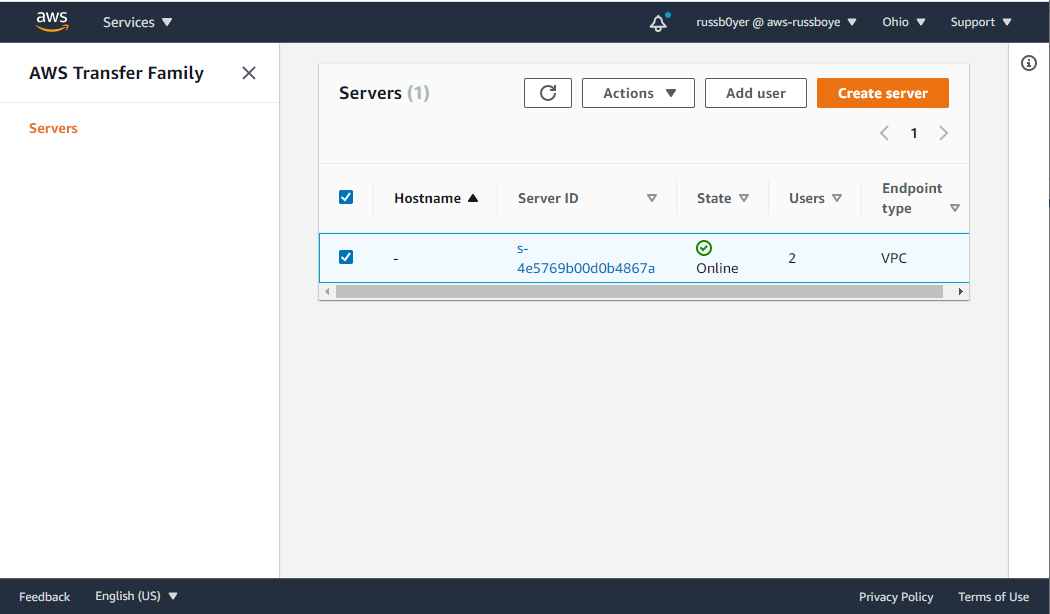 aws
Services
russb0yer @ aws-russboye
Ohio
Support
AWS Transfer Family
Servers
Servers (1)
Actions
Add user
Create server
1
Hostname
Server ID
State
Users
Endpoint
type
-
s-
4e5769b00d0b4867a
Online
2
VPC
Feedback
English (US)
Privacy Policy
Terms of Use